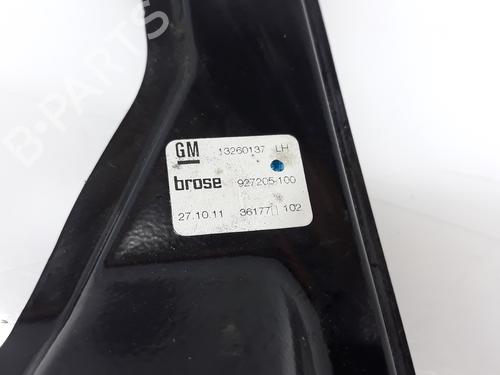 GM 13260137 LH
brose 927205-100
27.10.11 36177 102
B-PARTS